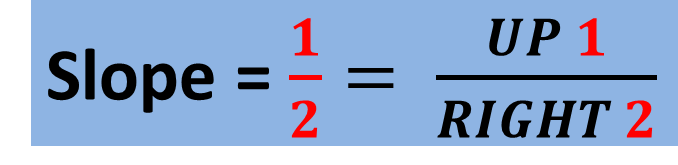 Slope = 1/2 = UP 1/RIGHT 2